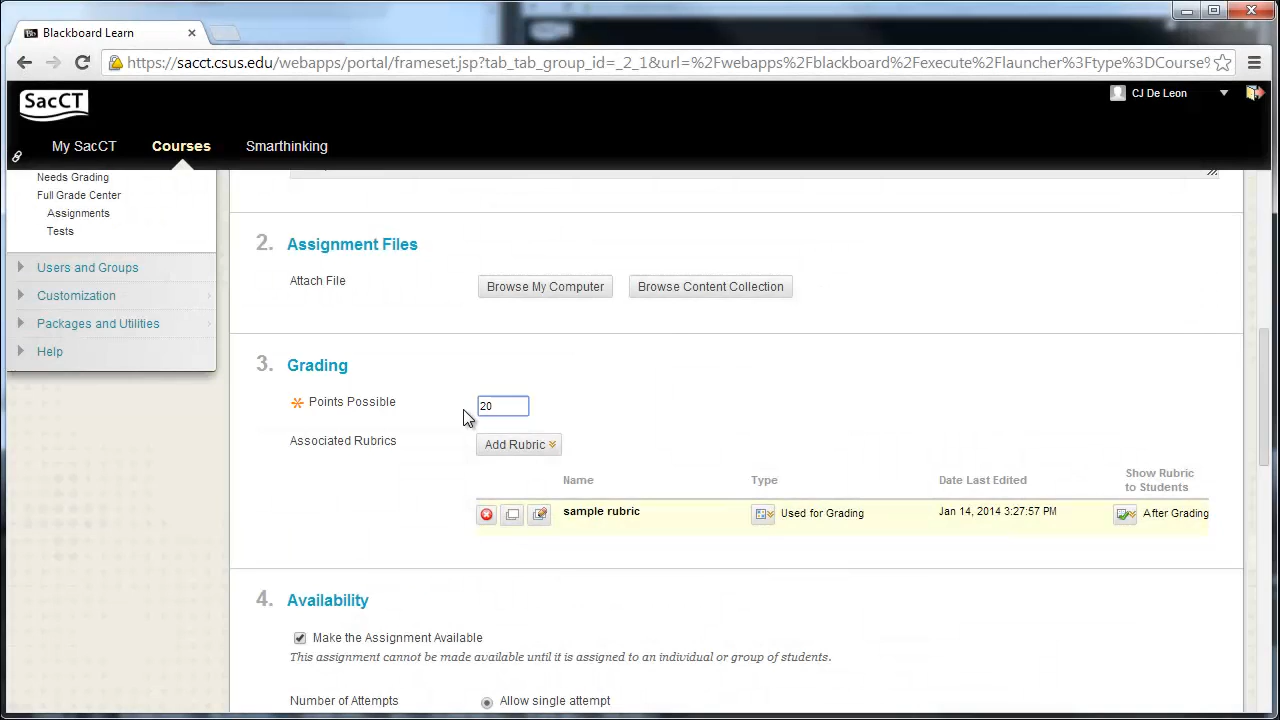 Blackboard Learn
https://sacct.csus.edu/webapps/portal/frameset.jsp?tab_tab_group_id=_2_1&url=%2Fwebapps%2Fblackboard%2Fexecute%2Flauncher%3Ftype%3DCourse%
SacCT
CJ De Leon
My SacCT
Courses
Smarthinking
Needs Grading
Full Grade Center
Assignments
Tests
Users and Groups
Customization
Packages and Utilities
Help
2. Assignment Files
Attach File
Browse My Computer
Browse Content Collection
3. Grading
Points Possible
20
Associated Rubrics
Add Rubric
Name
Type
Date Last Edited
Show Rubric
to Students
sample rubric
Used for Grading
Jan 14, 2014 3:27:57 PM
After Grading
4. Availability
Make the Assignment Available
This assignment cannot be made available until it is assigned to an individual or group of students.
Number of Attempts
Allow single attempt